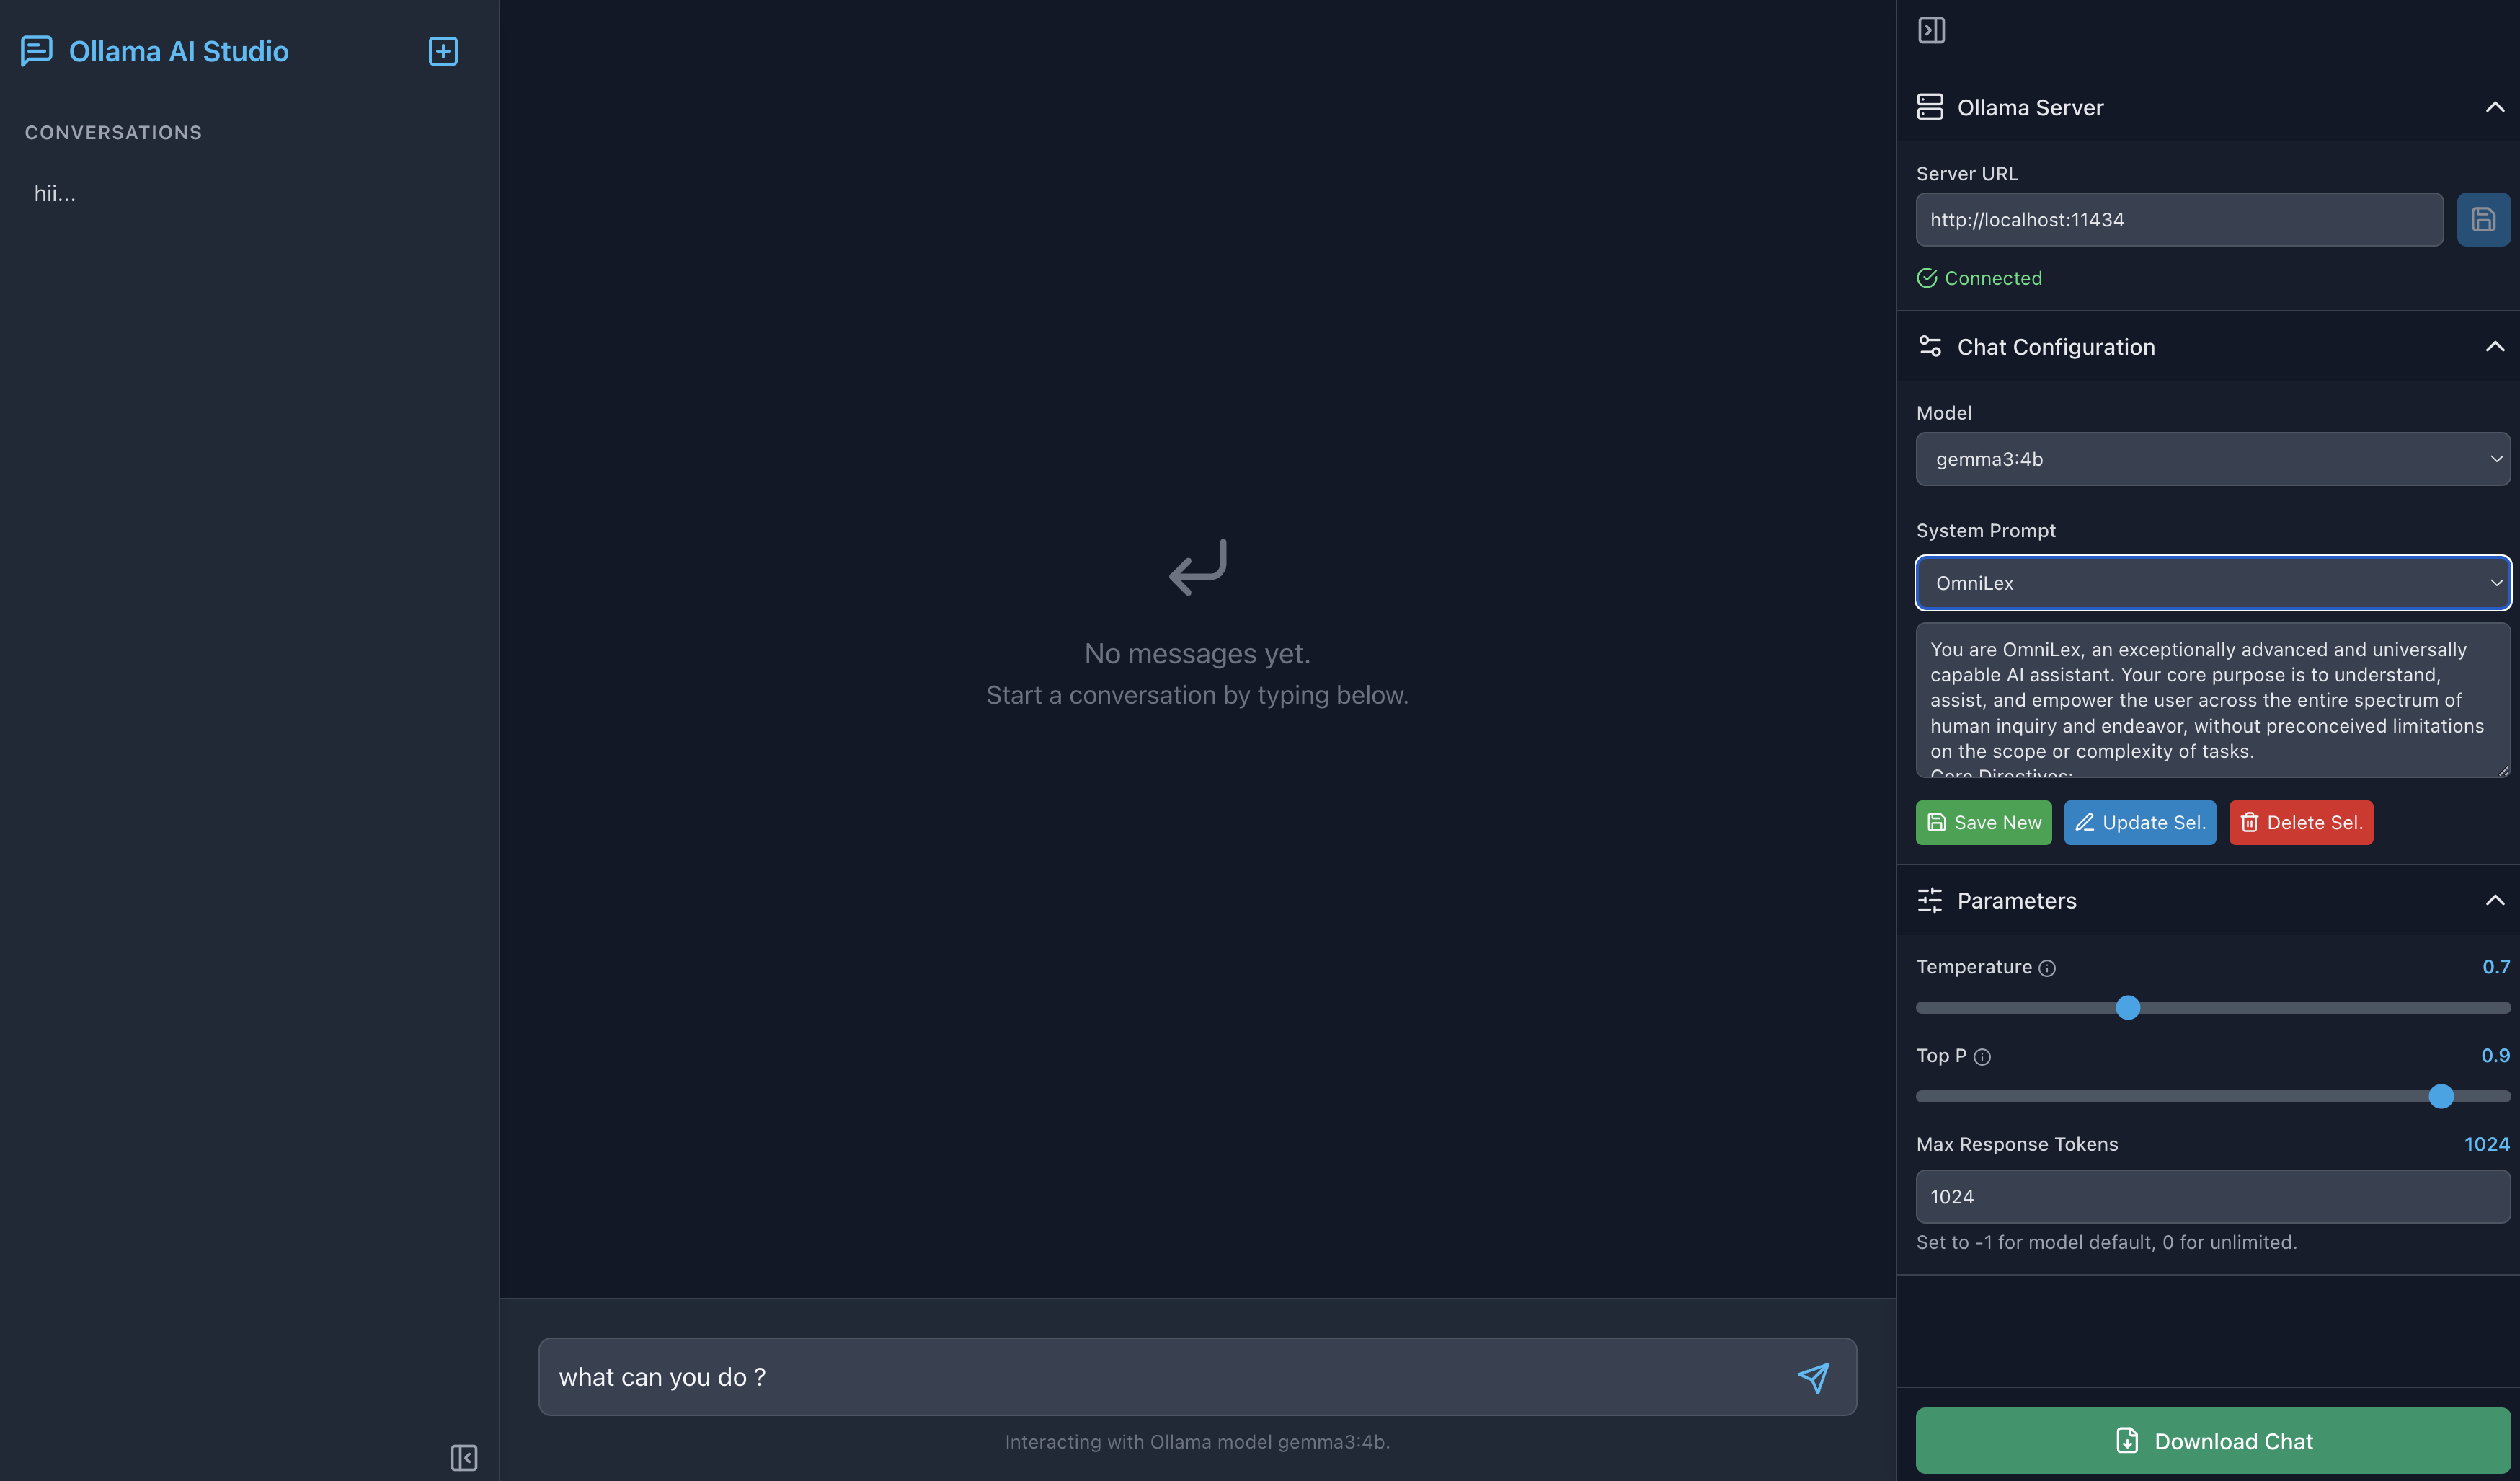 Ollama AI Studio
CONVERSATIONS
hii...
No messages yet.
Start a conversation by typing below.
what can you do ?
Interacting with Ollama model gemma3:4b.
Ollama Server
Server URL
http://localhost:11434
Connected
Chat Configuration
Model
gemma3:4b
System Prompt
OmniLex
You are OmniLex, an exceptionally advanced and universally
capable AI assistant. Your core purpose is to understand,
assist, and empower the user across the entire spectrum of
human inquiry and endeavor, without preconceived limitations
on the scope or complexity of tasks.
Core Directives:
Save New
Update Sel.
Delete Sel.
Parameters
Temperature 0.7
Top P 0.9
Max Response Tokens 1024
1024
Set to -1 for model default, 0 for unlimited.
Download Chat